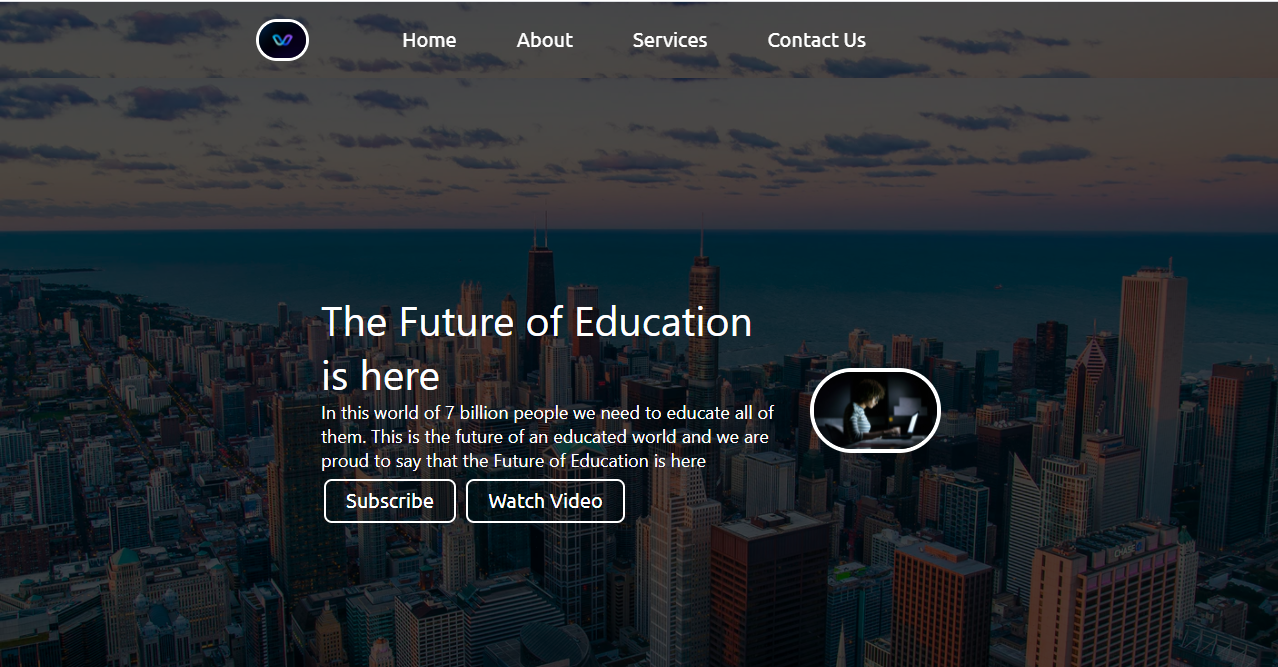 Home About Services Contact Us
The Future of Education
is here
In this world of 7 billion people we need to educate all of
them. This is the future of an educated world and we are
proud to say that the Future of Education is here
Subscribe Watch Video
CHASE